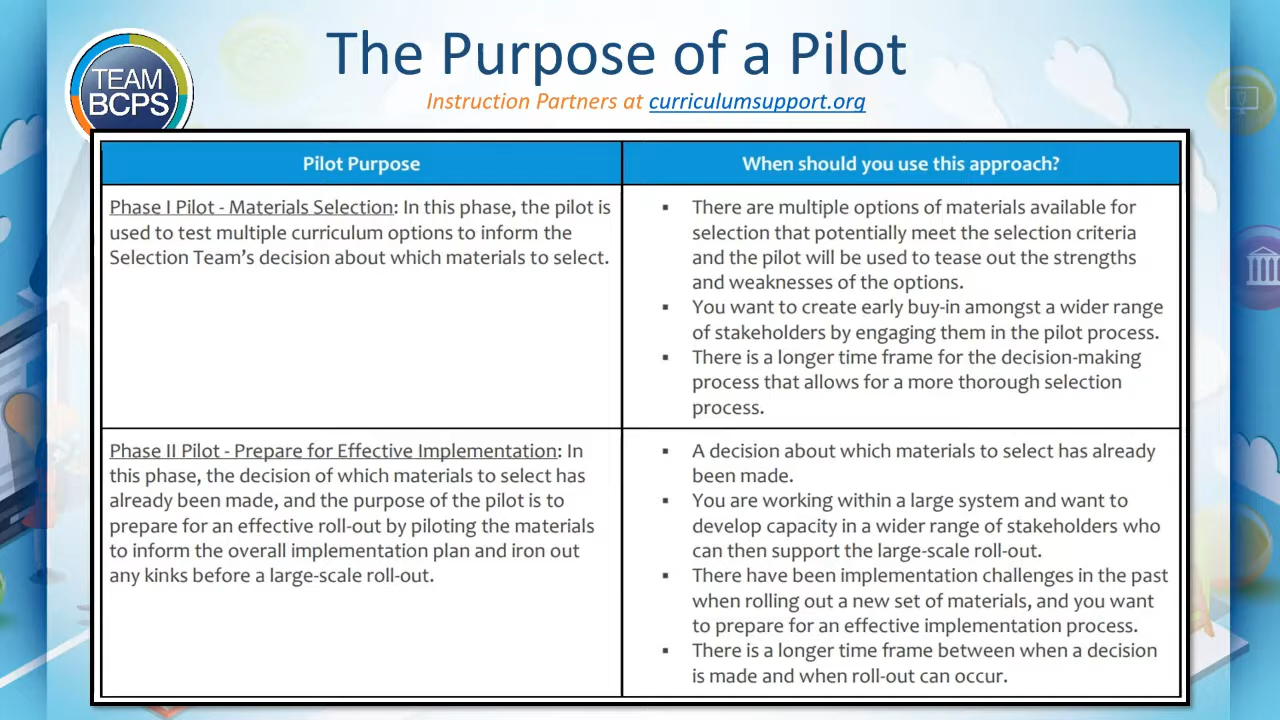 The Purpose of a Pilot
Instruction Partners at curriculumsupport.org
TEAM
BCPS
Pilot Purpose
When should you use this approach?
Phase I Pilot - Materials Selection: In this phase, the pilot is
used to test multiple curriculum options to inform the
Selection Team’s decision about which materials to select.
▪ There are multiple options of materials available for
selection that potentially meet the selection criteria
and the pilot will be used to tease out the strengths
and weaknesses of the options.
▪ You want to create early buy-in amongst a wider range
of stakeholders by engaging them in the pilot process.
▪ There is a longer time frame for the decision-making
process that allows for a more thorough selection
process.
Phase II Pilot - Prepare for Effective Implementation: In
this phase, the decision of which materials to select has
already been made, and the purpose of the pilot is to
prepare for an effective roll-out by piloting the materials
to inform the overall implementation plan and iron out
any kinks before a large-scale roll-out.
▪ A decision about which materials to select has already
been made.
▪ You are working within a large system and want to
develop capacity in a wider range of stakeholders who
can then support the large-scale roll-out.
▪ There have been implementation challenges in the past
when rolling out a new set of materials, and you want
to prepare for an effective implementation process.
▪ There is a longer time frame between when a decision
is made and when roll-out can occur.